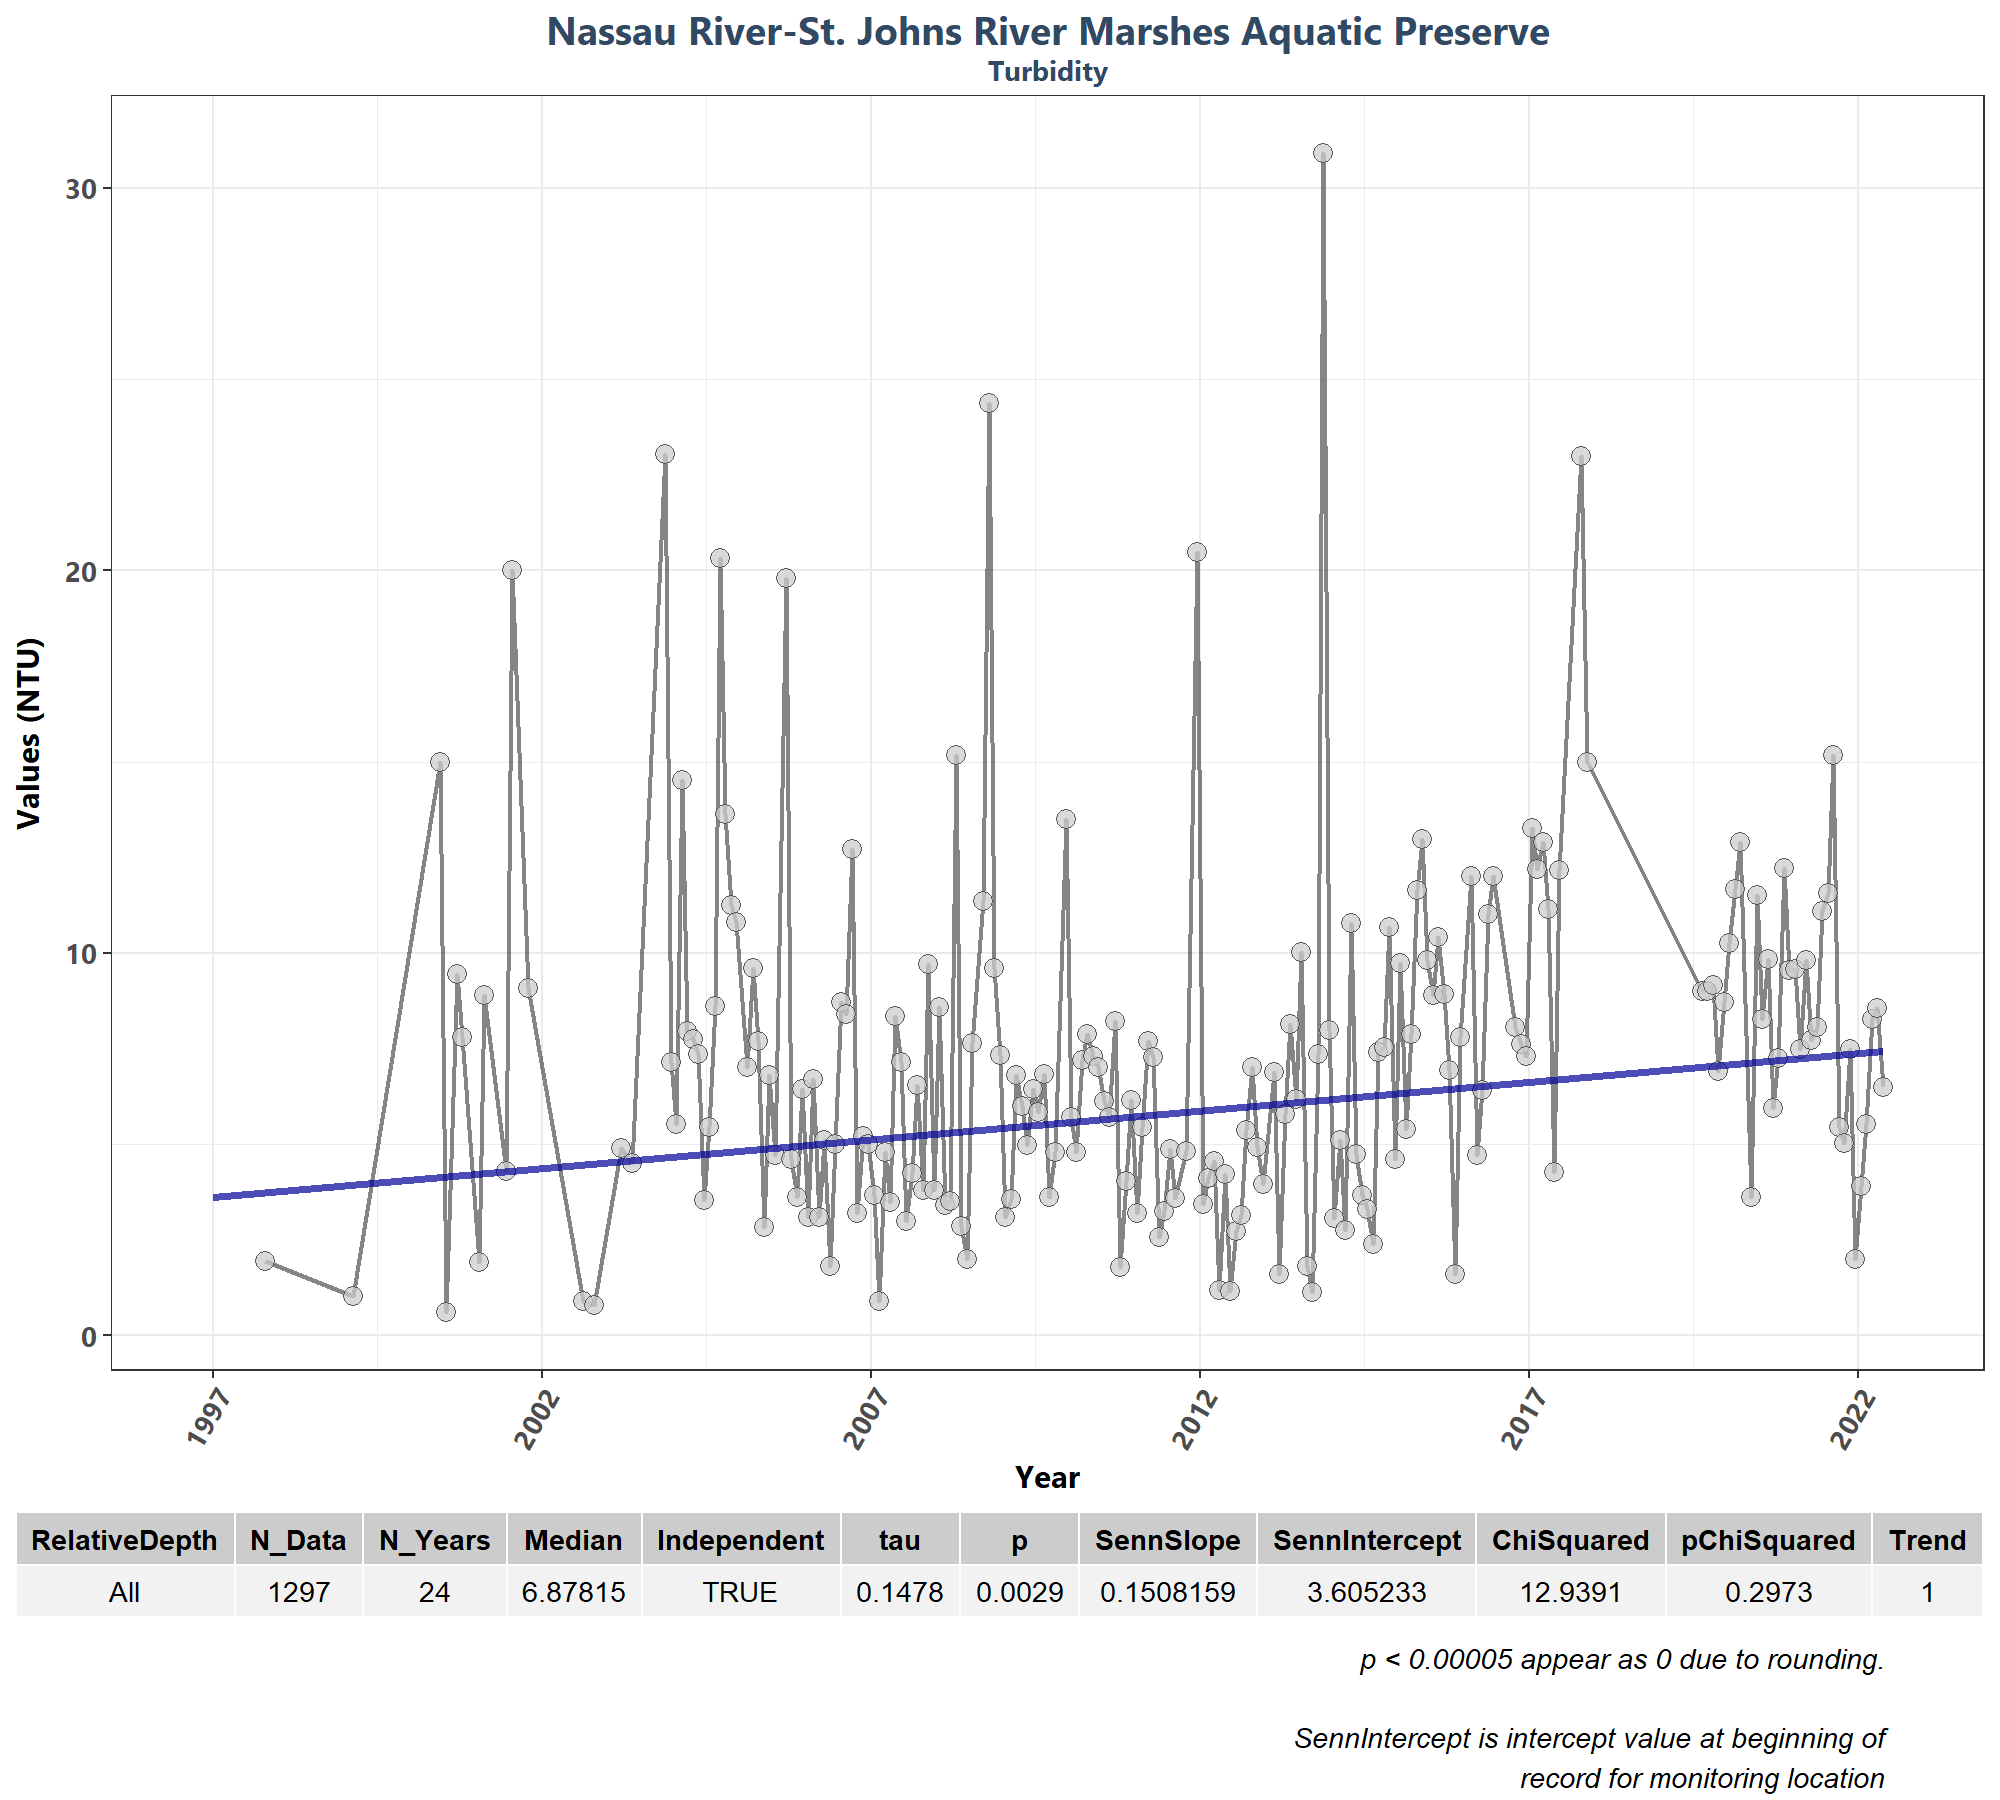 Nassau River-St. Johns River Marshes Aquatic Preserve
Turbidity
Values (NTU)
30
20
10
0
1997
2002
2007
2012
2017
2022
Year
RelativeDepth N_Data N_Years Median Independent tau p SennSlope SennIntercept ChiSquared pChiSquared Trend
All 1297 24 6.87815 TRUE 0.1478 0.0029 0.1508159 3.605233 12.9391 0.2973 1
p < 0.00005 appear as 0 due to rounding.
SennIntercept is intercept value at beginning of
record for monitoring location